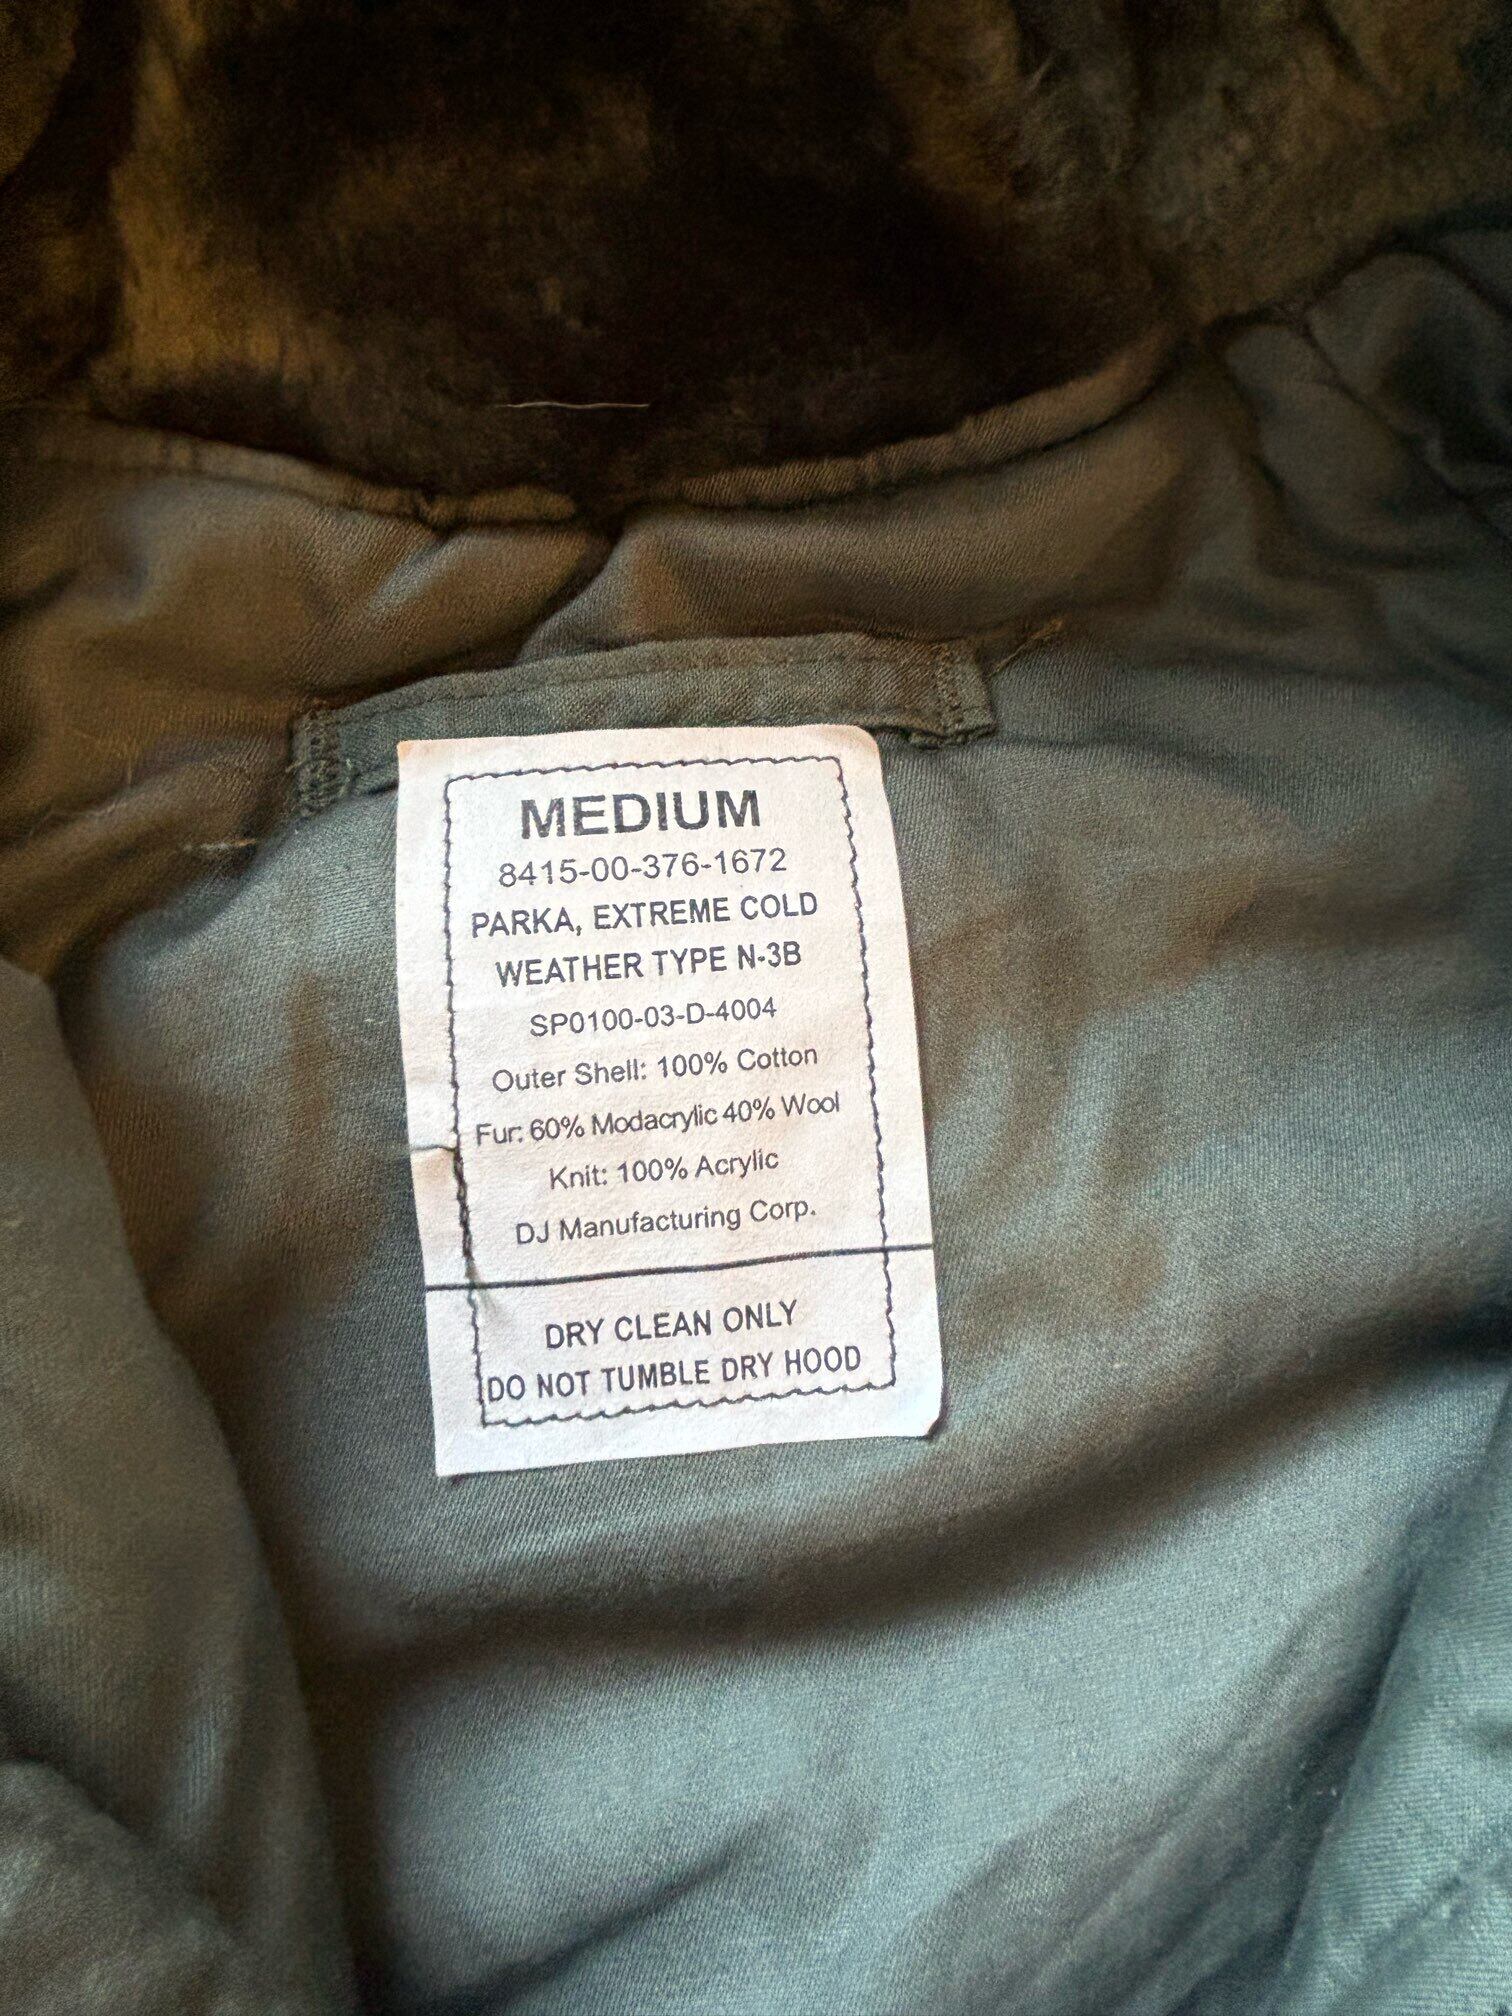 MEDIUM
8415-00-376-1672
PARKA, EXTREME COLD
WEATHER TYPE N-3B
SP0100-03-D-4004
Outer Shell: 100% Cotton
Fur: 60% Modacrylic 40% Wool
Knit: 100% Acrylic
DJ Manufacturing Corp.
DRY CLEAN ONLY
DO NOT TUMBLE DRY HOOD